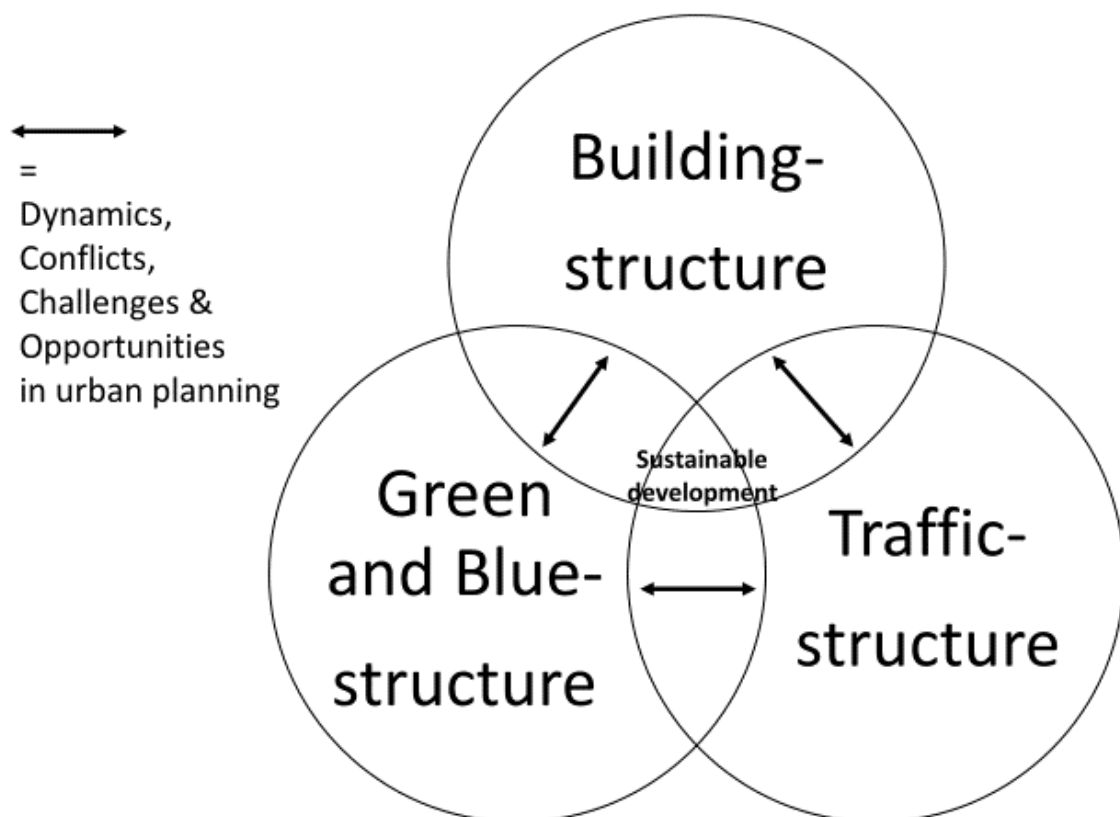 =
Dynamics,
Conflicts,
Challenges &
Opportunities
in urban planning
Building-
structure
Sustainable
development
Green
and Blue-
structure
Traffic-
structure